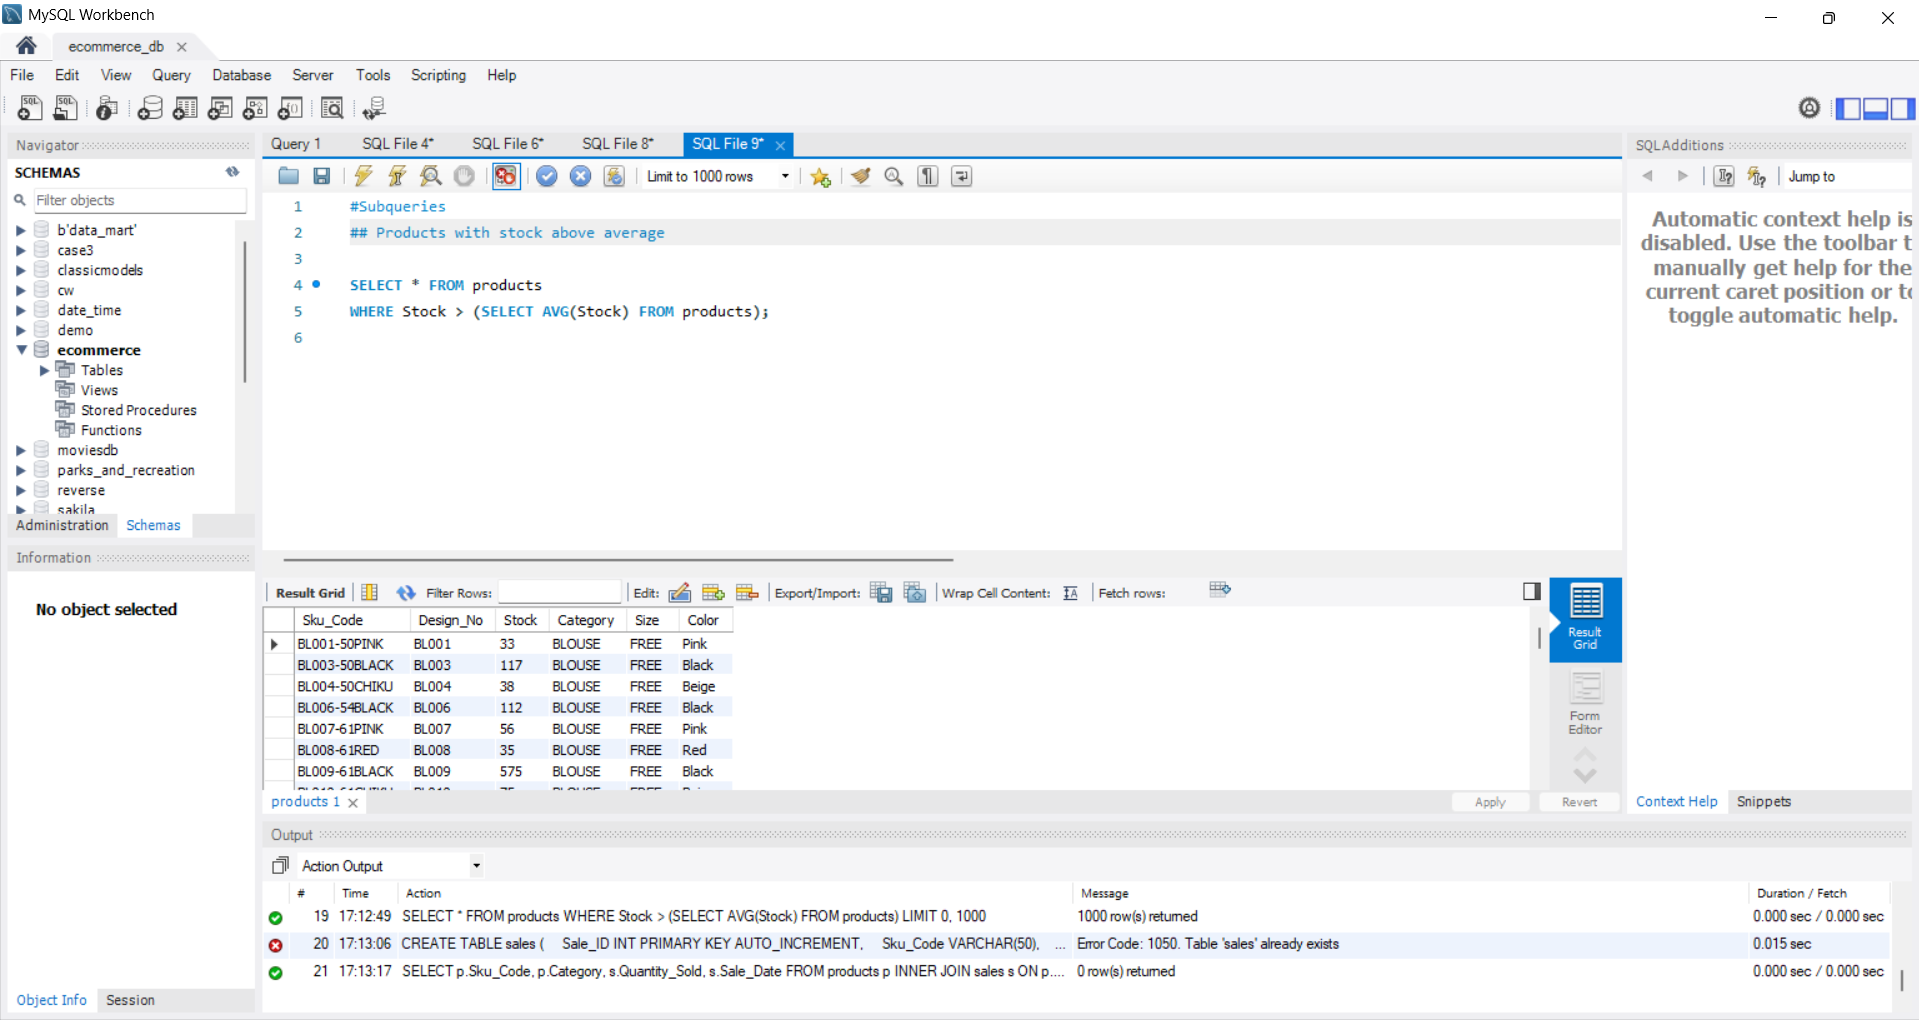 MySQL Workbench
ecommerce_db
File Edit View Query Database Server Tools Scripting Help
Navigator
SCHEMAS
Filter objects
b'data_mart'
case3
classicmodels
cw
date_time
demo
ecommerce
Tables
Views
Stored Procedures
Functions
moviesdb
parks_and_recreation
reverse
sakila
Administration Schemas
Information
No object selected
Object Info Session
Query 1 SQL File 4* SQL File 6* SQL File 8* SQL File 9*
Limit to 1000 rows
1 #Subqueries
2 ## Products with stock above average
3
4 SELECT * FROM products
5 WHERE Stock > (SELECT AVG(Stock) FROM products);
6
Result Grid Filter Rows: Edit: Export/Import: Wrap Cell Content: Fetch rows:
Sku_Code Design_No Stock Category Size Color
BL001-50PINK BL001 33 BLOUSE FREE Pink
BL003-50BLACK BL003 117 BLOUSE FREE Black
BL004-50CHIKU BL004 38 BLOUSE FREE Beige
BL006-54BLACK BL006 112 BLOUSE FREE Black
BL007-61PINK BL007 56 BLOUSE FREE Pink
BL008-61RED BL008 35 BLOUSE FREE Red
BL009-61BLACK BL009 575 BLOUSE FREE Black
Result
Grid
Form
Editor
products 1
Apply Revert
SQLAdditions
Jump to
Automatic context help is
disabled. Use the toolbar t
manually get help for the
current caret position or to
toggle automatic help.
Context Help Snippets
Output
Action Output
# Time Action Message Duration / Fetch
19 17:12:49 SELECT * FROM products WHERE Stock > (SELECT AVG(Stock) FROM products) LIMIT 0, 1000 1000 row(s) returned 0.000 sec / 0.000 sec
20 17:13:06 CREATE TABLE sales ( Sale_ID INT PRIMARY KEY AUTO_INCREMENT, Sku_Code VARCHAR(50), ... Error Code: 1050. Table 'sales' already exists 0.015 sec
21 17:13:17 SELECT p.Sku_Code, p.Category, s.Quantity_Sold, s.Sale_Date FROM products p INNER JOIN sales s ON p.... 0 row(s) returned 0.000 sec / 0.000 sec